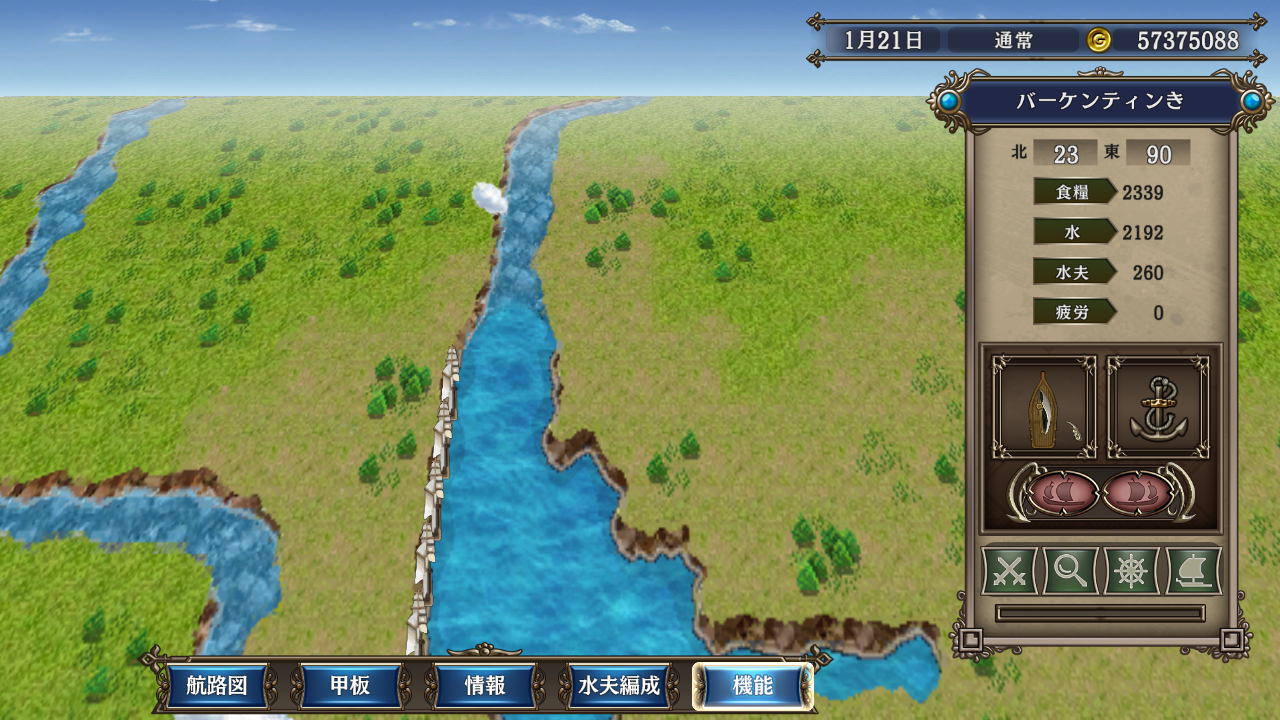 1月21日 通常 G 57375088
バーケンティンき
北 23 東 90
食糧 2339
水 2192
水夫 260
疲労 0
航路図 甲板 情報 水夫編成 機能